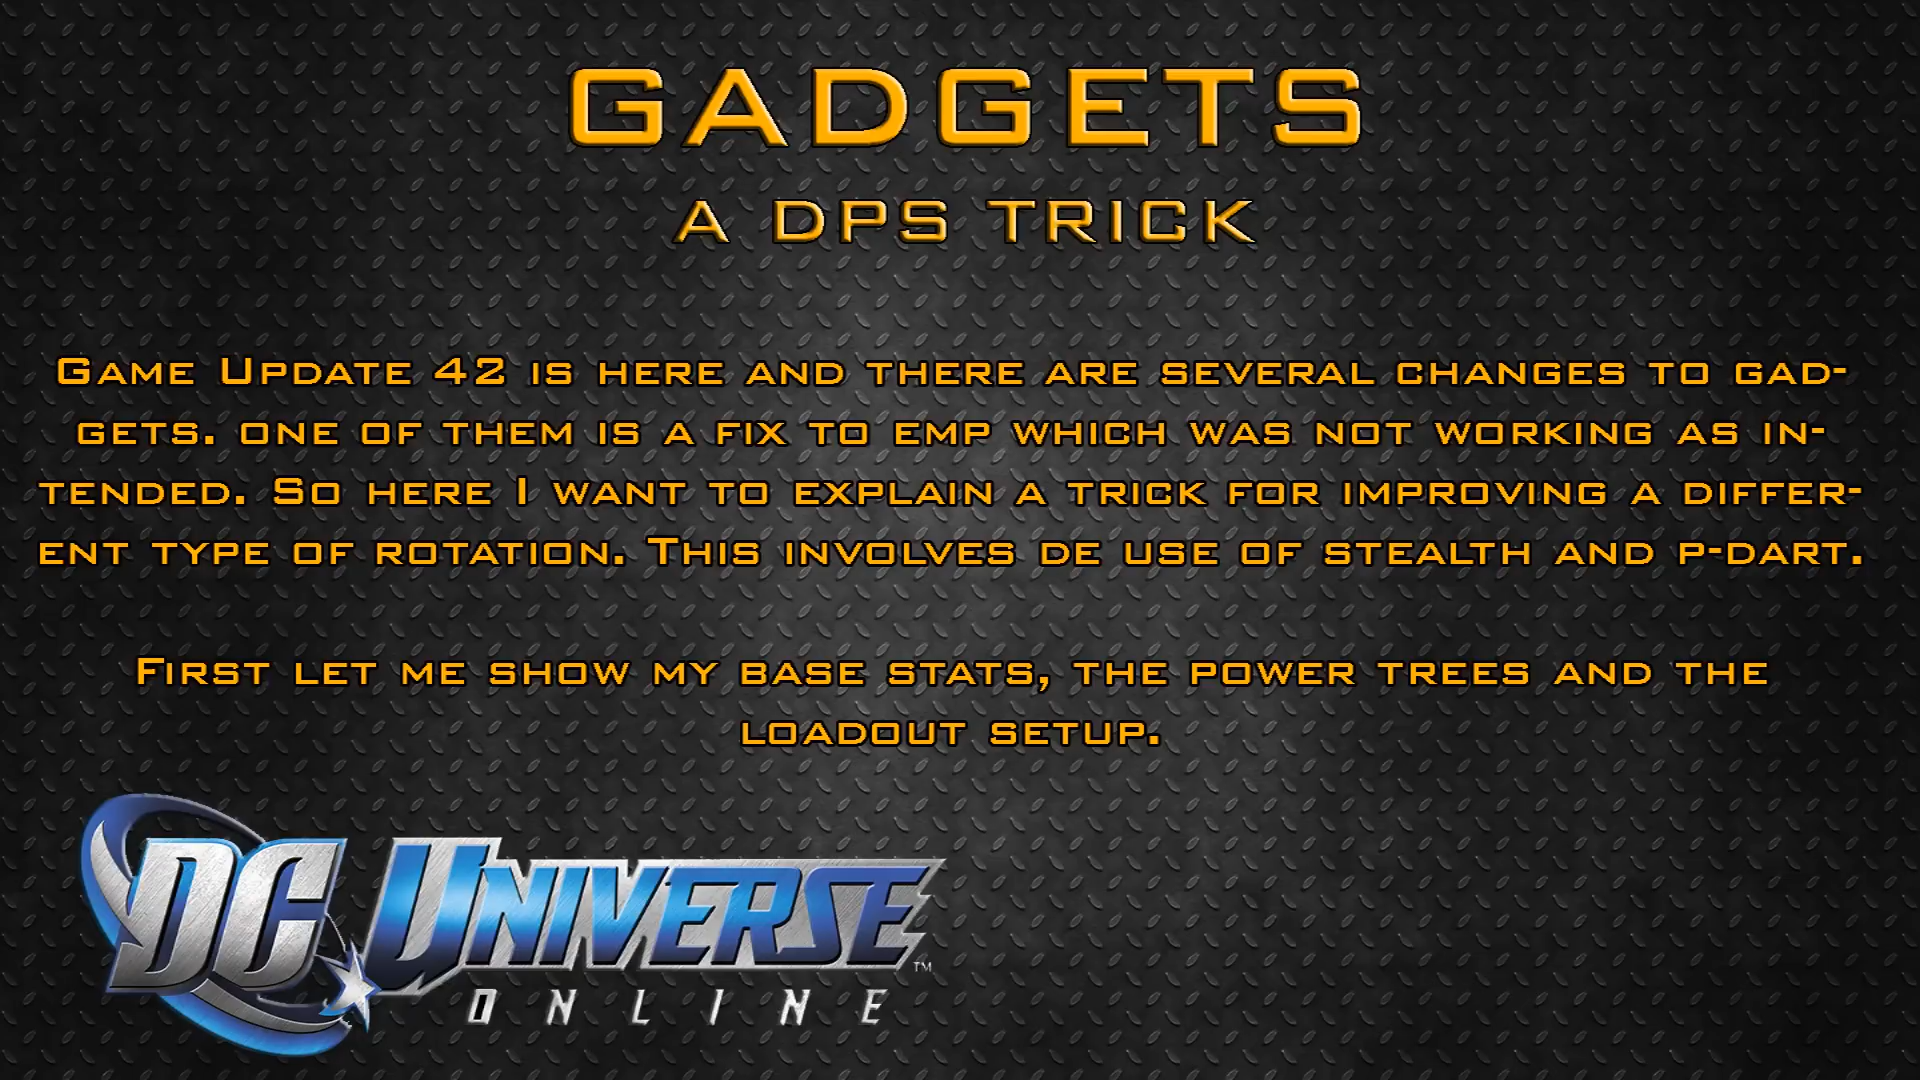 GADGETS
A DPS TRICK
GAME UPDATE 42 IS HERE AND THERE ARE SEVERAL CHANGES TO GAD-
GETS. ONE OF THEM IS A FIX TO EMP WHICH WAS NOT WORKING AS IN-
TENDED. SO HERE I WANT TO EXPLAIN A TRICK FOR IMPROVING A DIFFER-
ENT TYPE OF ROTATION. THIS INVOLVES DE USE OF STEALTH AND P-DART.
FIRST LET ME SHOW MY BASE STATS, THE POWER TREES AND THE
LOADOUT SETUP.
DC UNIVERSE™
ONLINE